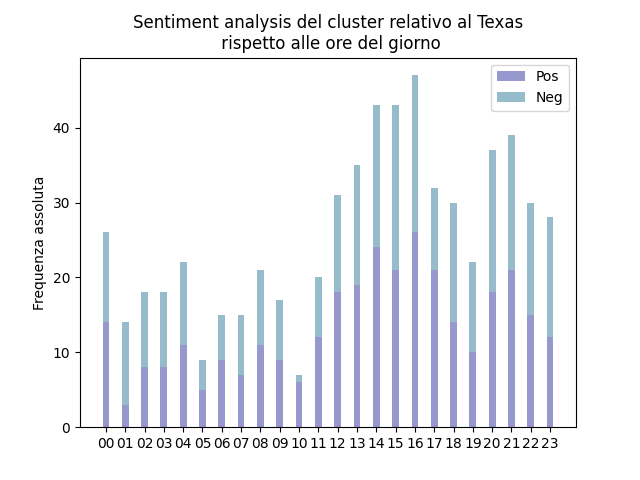 Sentiment analysis del cluster relativo al Texas
rispetto alle ore del giorno
Pos
Neg
Frequenza assoluta
40
30
20
10
0
00 01 02 03 04 05 06 07 08 09 10 11 12 13 14 15 16 17 18 19 20 21 22 23